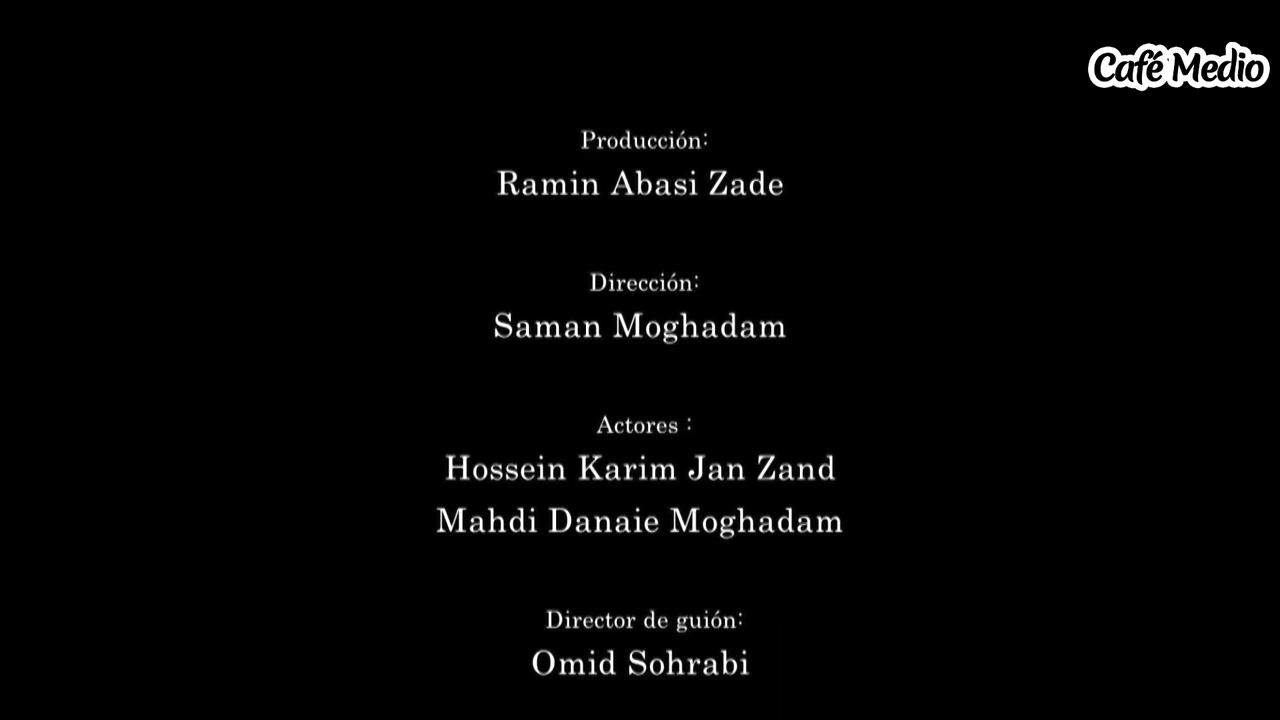 Café Medio
Producción:
Ramin Abasi Zade
Dirección:
Saman Moghadam
Actores :
Hossein Karim Jan Zand
Mahdi Danaie Moghadam
Director de guión:
Omid Sohrabi